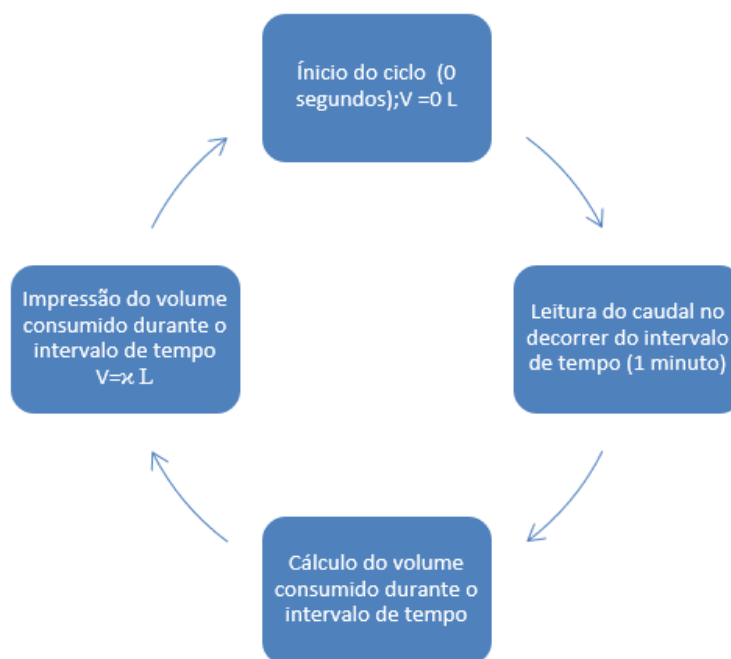 Ínicio do ciclo (0
segundos);V =0 L
Leitura do caudal no
decorrer do intervalo
de tempo (1 minuto)
Cálculo do volume
consumido durante o
intervalo de tempo
Impressão do volume
consumido durante o
intervalo de tempo
V=ϰ L